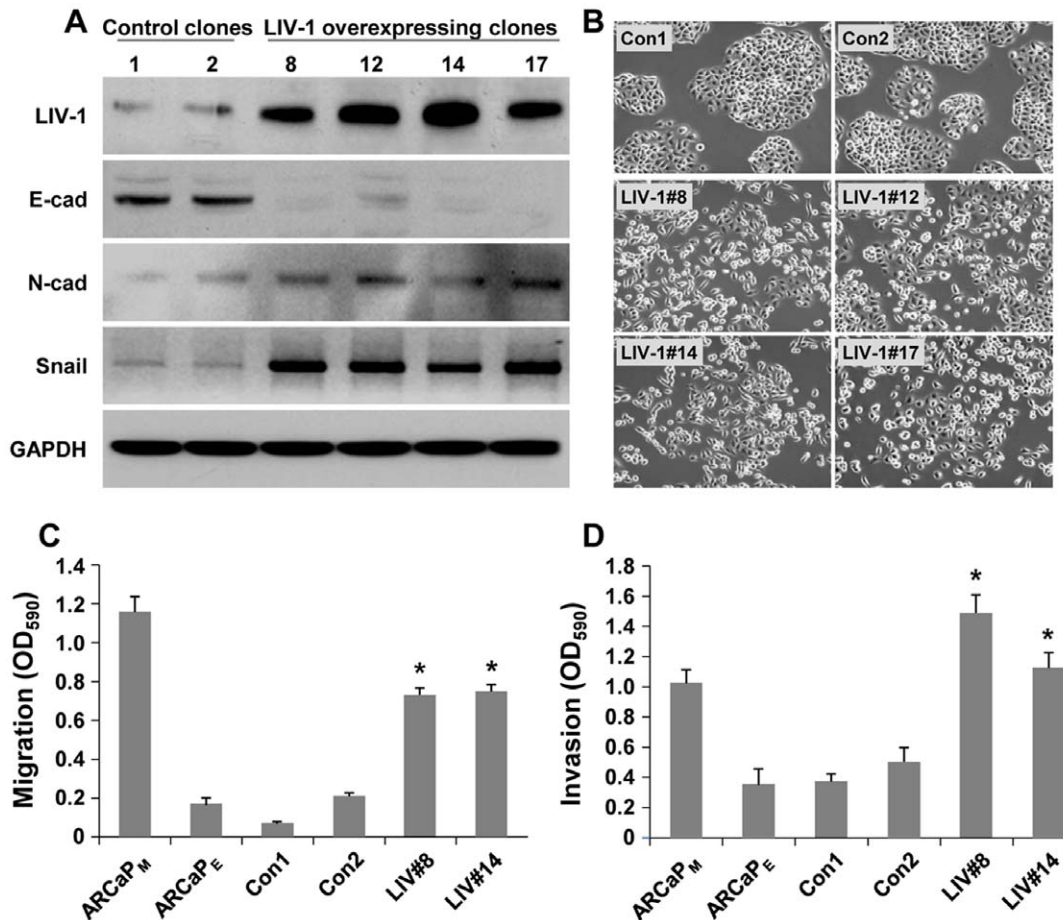 A
Control clones LIV-1 overexpressing clones
1 2 8 12 14 17
LIV-1
E-cad
N-cad
Snail
GAPDH
B
Con1 Con2
LIV-1#8 LIV-1#12
LIV-1#14 LIV-1#17
C
Migration (OD590)
1.4
1.2
1.0
0.8
0.6
0.4
0.2
0
* *
ARCaPM ARCaPE Con1 Con2 LIV#8 LIV#14
D
Invasion (OD590)
1.8
1.6
1.4
1.2
1.0
0.8
0.6
0.4
0.2
0
* *
ARCaPM ARCaPE Con1 Con2 LIV#8 LIV#14